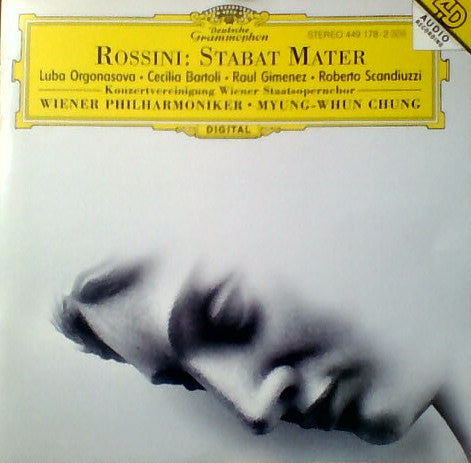 Deutsche
Grammophon
STEREO 449 178-2
4D
AUDIO
RECORDING
ROSSINI: STABAT MATER
Luba Orgonasova • Cecilia Bartoli • Raul Gimenez • Roberto Scandiuzzi
Konzertvereinigung Wiener Staatsopernchor
WIENER PHILHARMONIKER • MYUNG-WHUN CHUNG
DIGITAL